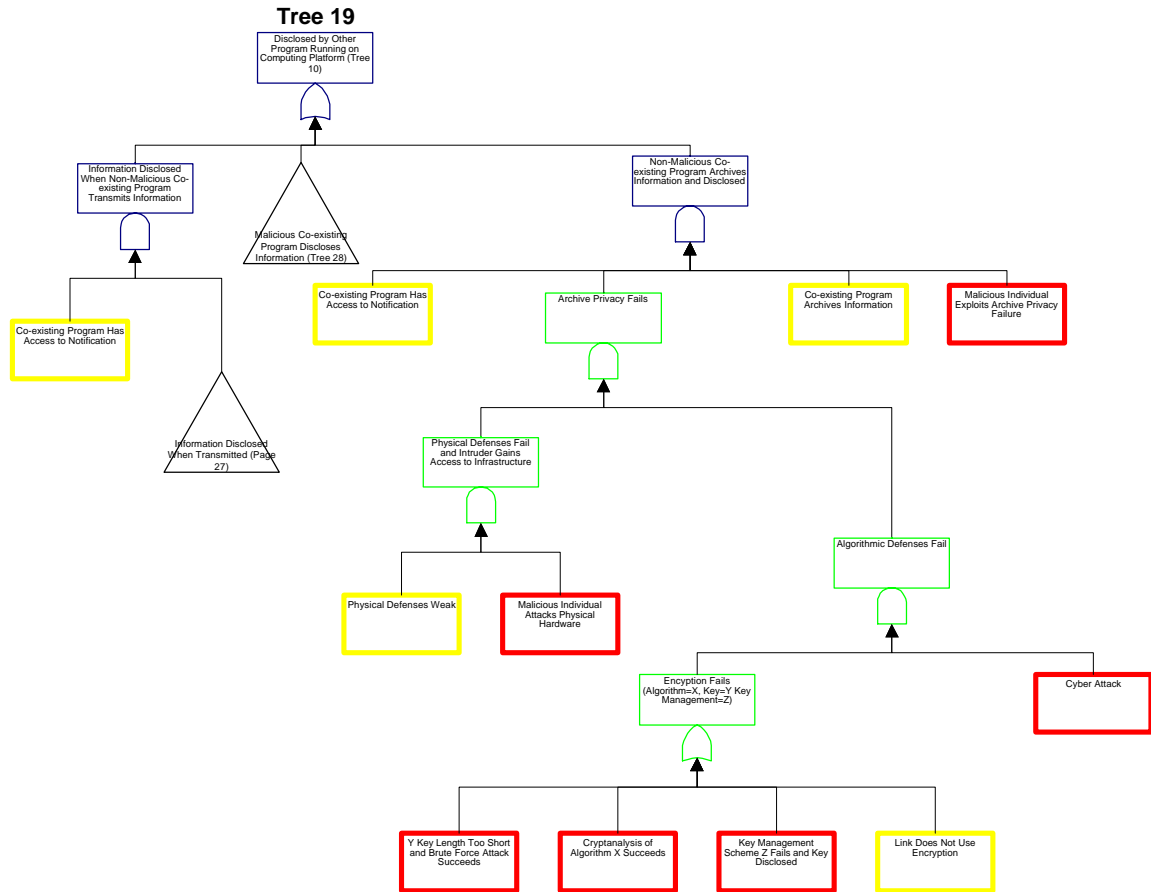 Tree 19
Disclosed by Other
Program Running on
Computing Platform (Tree
10)
Information Disclosed
When Non-Malicious Co-
existing Program
Transmits Information
Non-Malicious Co-
existing Program Archives
Information and Disclosed
Malicious Co-existing
Program Discloses
Information (Tree 28)
Co-existing Program Has
Access to Notification
Archive Privacy Fails
Co-existing Program
Archives Information
Malicious Individual
Exploits Archive Privacy
Failure
Co-existing Program Has
Access to Notification
Information Disclosed
When Transmitted (Page
27)
Physical Defenses Fail
and Intruder Gains
Access to Infrastructure
Algorithmic Defenses Fail
Physical Defenses Weak
Malicious Individual
Attacks Physical
Hardware
Encyption Fails
(Algorithm=X, Key=Y Key
Management=Z)
Cyber Attack
Y Key Length Too Short
and Brute Force Attack
Succeeds
Cryptanalysis of
Algorithm X Succeeds
Key Management
Scheme Z Fails and Key
Disclosed
Link Does Not Use
Encryption